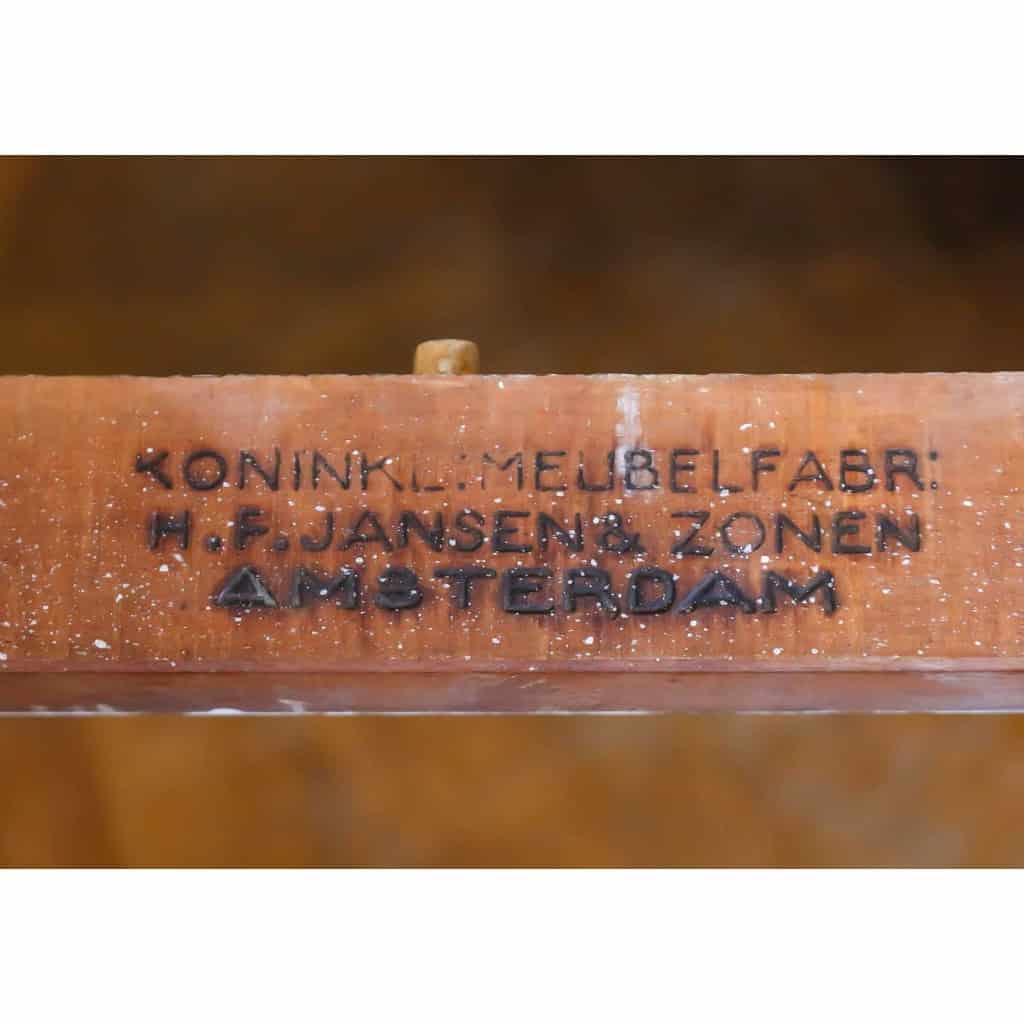 KONINKL:MEUBELFABR:
H.F.JANSEN & ZONEN
AMSTERDAM